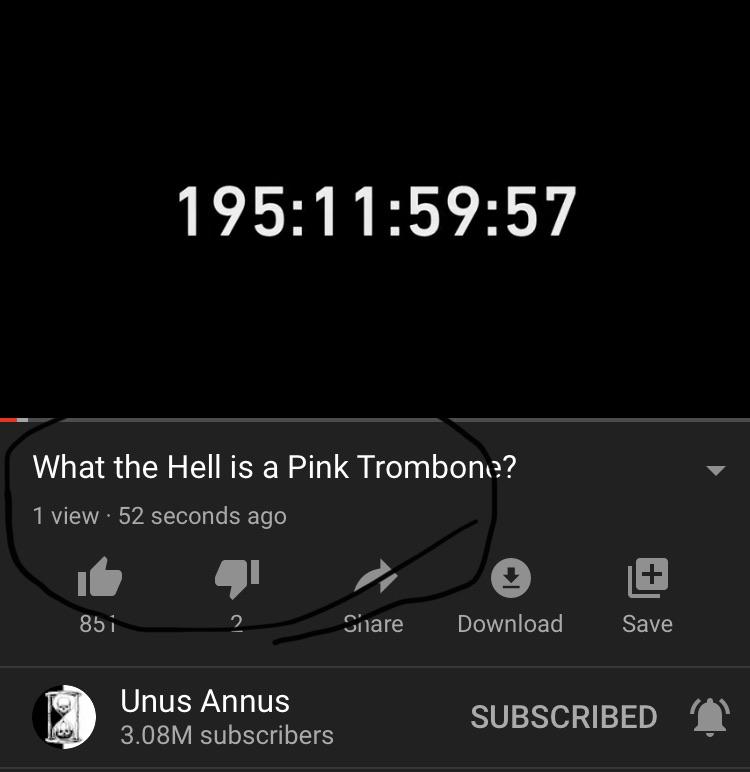 195:11:59:57
What the Hell is a Pink Trombone?
1 view · 52 seconds ago
851 2 Share Download Save
Unus Annus SUBSCRIBED
3.08M subscribers